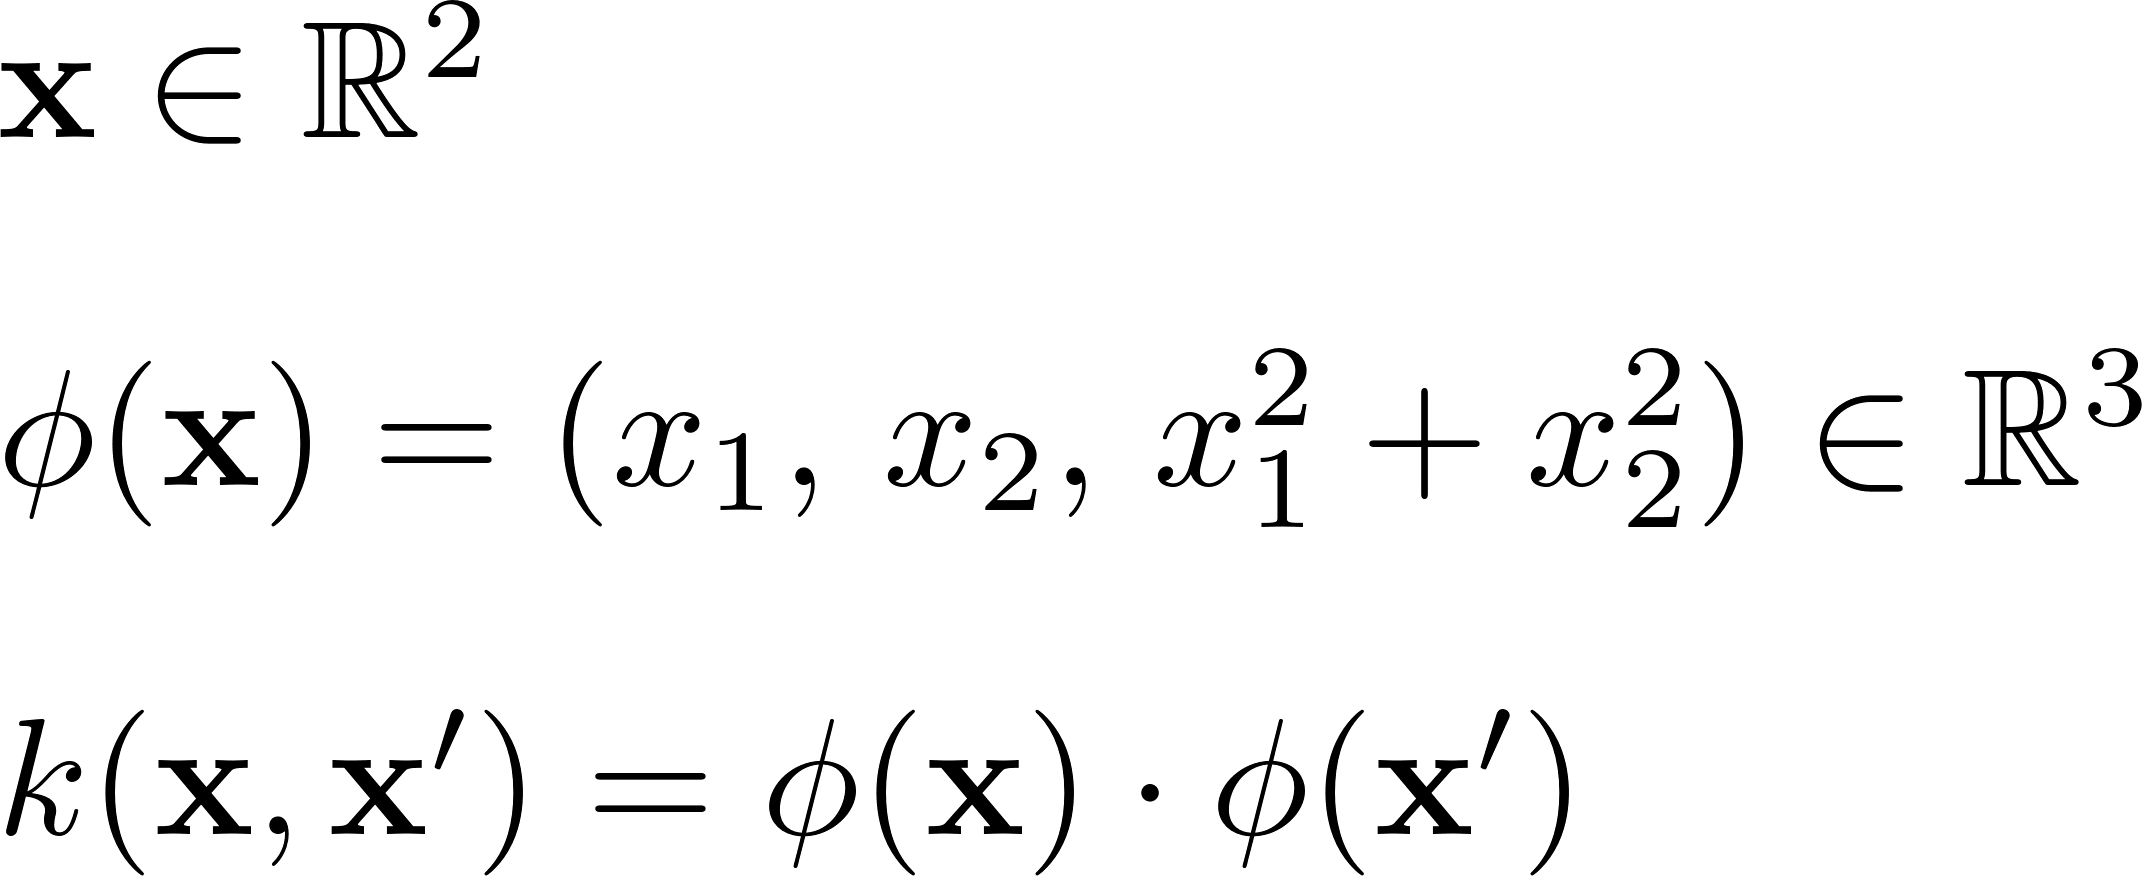 𝐱 ∈ ℝ²
ϕ(𝐱) = (x₁, x₂, x₁² + x₂²) ∈ ℝ³
k(𝐱, 𝐱′) = ϕ(𝐱) · ϕ(𝐱′)